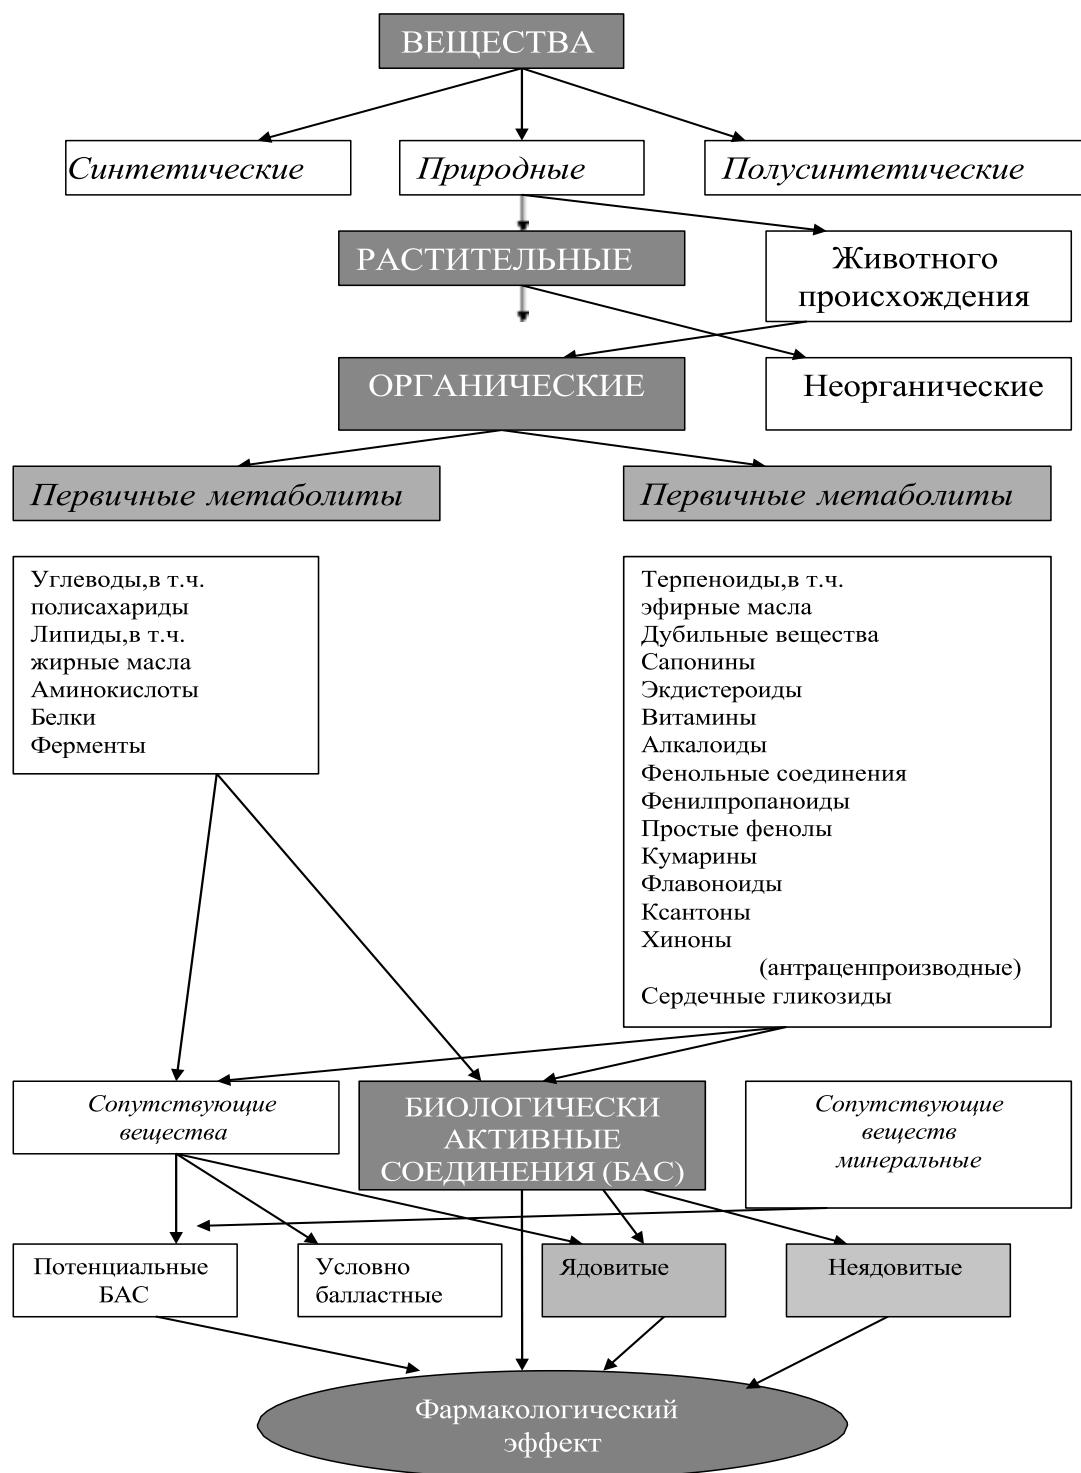 ВЕЩЕСТВА
Синтетические
Природные
Полусинтетические
РАСТИТЕЛЬНЫЕ
Животного
происхождения
ОРГАНИЧЕСКИЕ
Неорганические
Первичные метаболиты
Первичные метаболиты
Углеводы,в т.ч.
полисахариды
Липиды,в т.ч.
жирные масла
Аминокислоты
Белки
Ферменты
Терпеноиды,в т.ч.
эфирные масла
Дубильные вещества
Сапонины
Экдистероиды
Витамины
Алкалоиды
Фенольные соединения
Фенилпропаноиды
Простые фенолы
Кумарины
Флавоноиды
Ксантоны
Хиноны
(антраценпроизводные)
Сердечные гликозиды
Сопутствующие
вещества
БИОЛОГИЧЕСКИ
АКТИВНЫЕ
СОЕДИНЕНИЯ (БАС)
Сопутствующие
веществ
минеральные
Потенциальные
БАС
Условно
балластные
Ядовитые
Неядовитые
Фармакологический
эффект